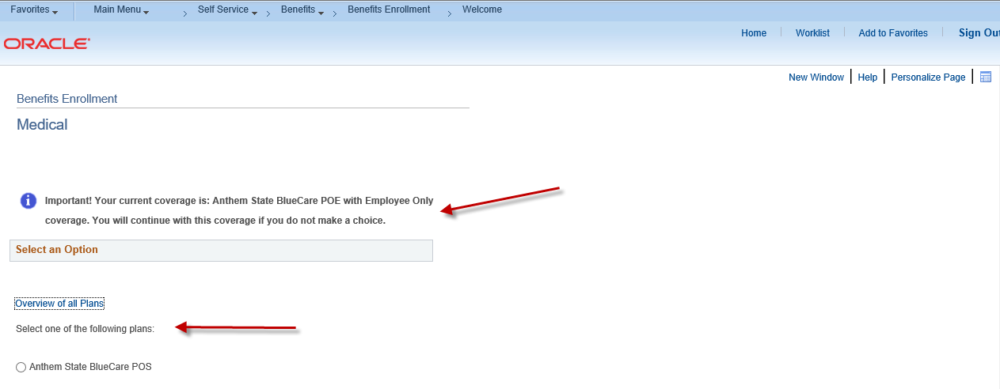 Favorites Main Menu Self Service Benefits Benefits Enrollment Welcome
ORACLE
Home Worklist Add to Favorites Sign Out
New Window Help Personalize Page
Benefits Enrollment
Medical
Important! Your current coverage is: Anthem State BlueCare POE with Employee Only
coverage. You will continue with this coverage if you do not make a choice.
Select an Option
Overview of all Plans
Select one of the following plans:
Anthem State BlueCare POS